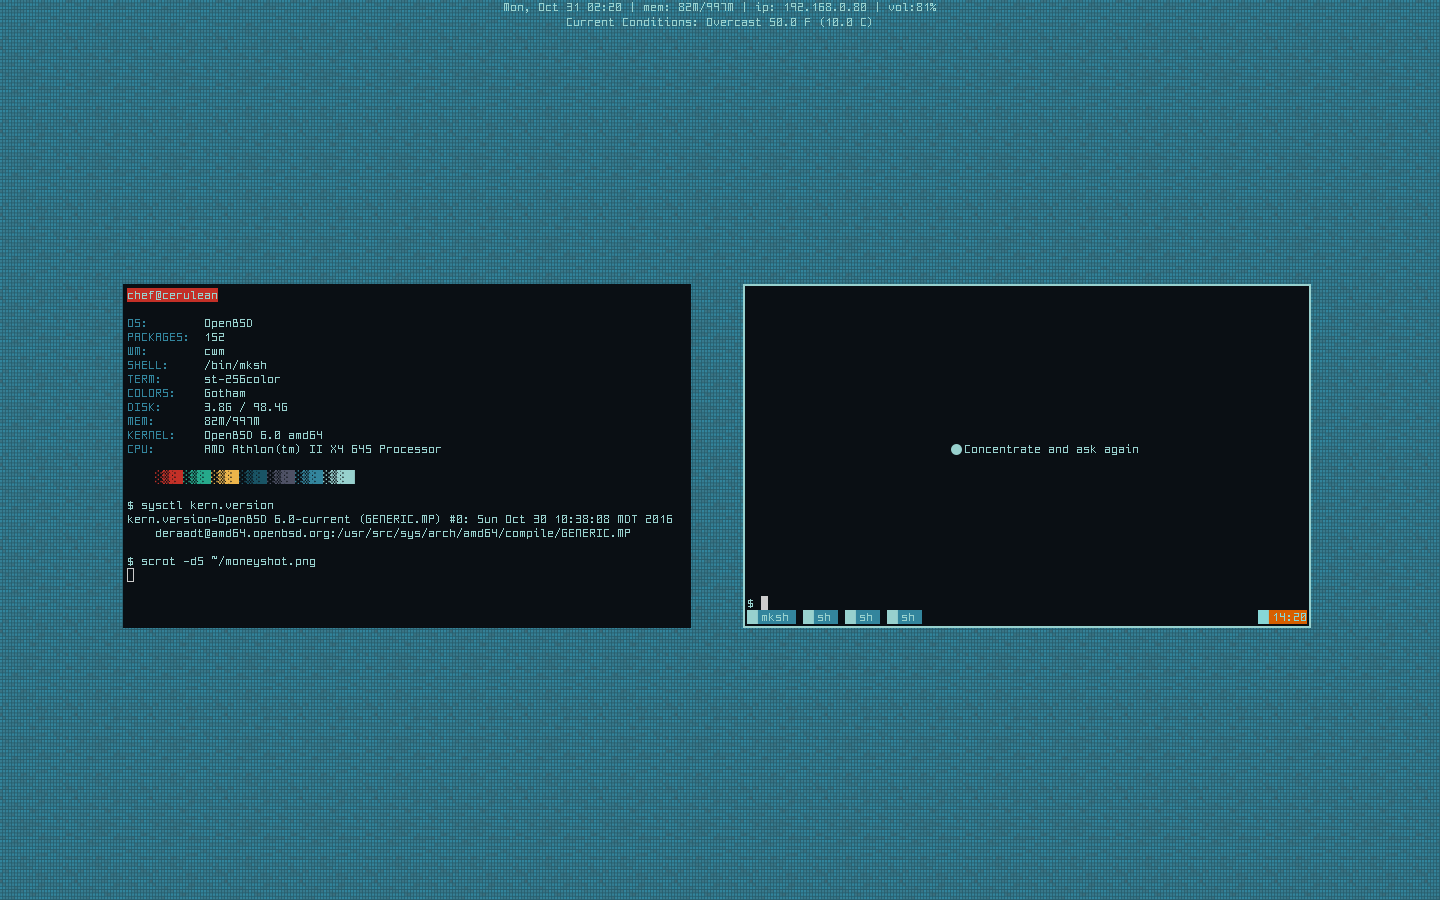 Mon, Oct 31 02:20 | mem: 82M/997M | ip: 192.168.0.80 | vol:81%
Current Conditions: Overcast 50.0 F (10.0 C)
chef@cerulean
OS: OpenBSD
PACKAGES: 152
WM: cwm
SHELL: /bin/mksh
TERM: st-256color
COLORS: Gotham
DISK: 3.8G / 98.4G
MEM: 82M/997M
KERNEL: OpenBSD 6.0 amd64
CPU: AMD Athlon(tm) II X4 645 Processor
$ sysctl kern.version
kern.version=OpenBSD 6.0-current (GENERIC.MP) #0: Sun Oct 30 10:38:08 MDT 2016
deraadt@amd64.openbsd.org:/usr/src/sys/arch/amd64/compile/GENERIC.MP
$ scrot -d5 ~/moneyshot.png
Concentrate and ask again
$
mksh sh sh sh 14:20